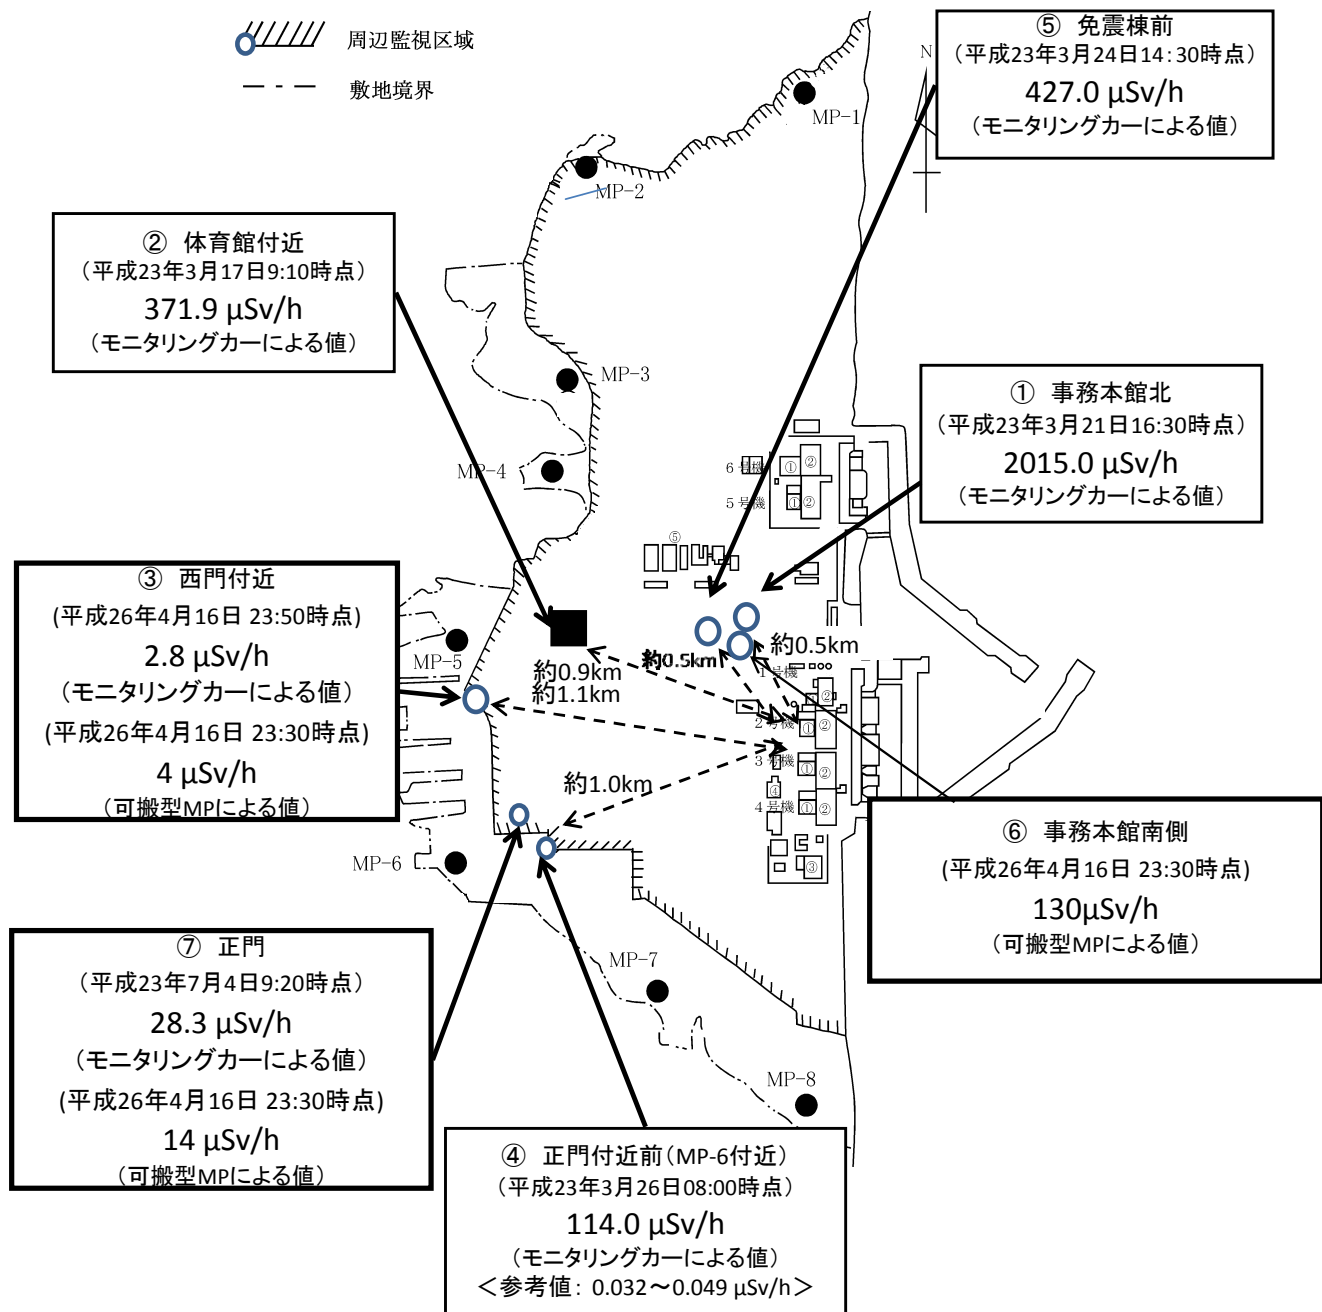 周辺監視区域
敷地境界
⑤ 免震棟前
（平成23年3月24日14：30時点）
427.0 μSv/h
（モニタリングカーによる値）
N
MP-1
MP-2
② 体育館付近
（平成23年3月17日9:10時点）
371.9 μSv/h
（モニタリングカーによる値）
MP-3
MP-4
① 事務本館北
（平成23年3月21日16:30時点）
2015.0 μSv/h
（モニタリングカーによる値）
6号機
①
②
5号機
①
②
⑤
③ 西門付近
(平成26年4月16日 23:50時点)
2.8 μSv/h
（モニタリングカーによる値）
(平成26年4月16日 23:30時点)
4 μSv/h
（可搬型MPによる値）
MP-5
約0.9km
約1.1km
約0.5km
約0.5km
約1.0km
1号機
②
2号機
①
②
3号機
①
②
④
4号機
①
②
③
MP-6
⑥ 事務本館南側
(平成26年4月16日 23:30時点)
130μSv/h
（可搬型MPによる値）
⑦ 正門
（平成23年7月4日9:20時点）
28.3 μSv/h
（モニタリングカーによる値）
(平成26年4月16日 23:30時点)
14 μSv/h
（可搬型MPによる値）
MP-7
MP-8
④ 正門付近前（MP-6付近）
（平成23年3月26日08:00時点）
114.0 μSv/h
（モニタリングカーによる値）
＜参考値： 0.032～0.049 μSv/h＞